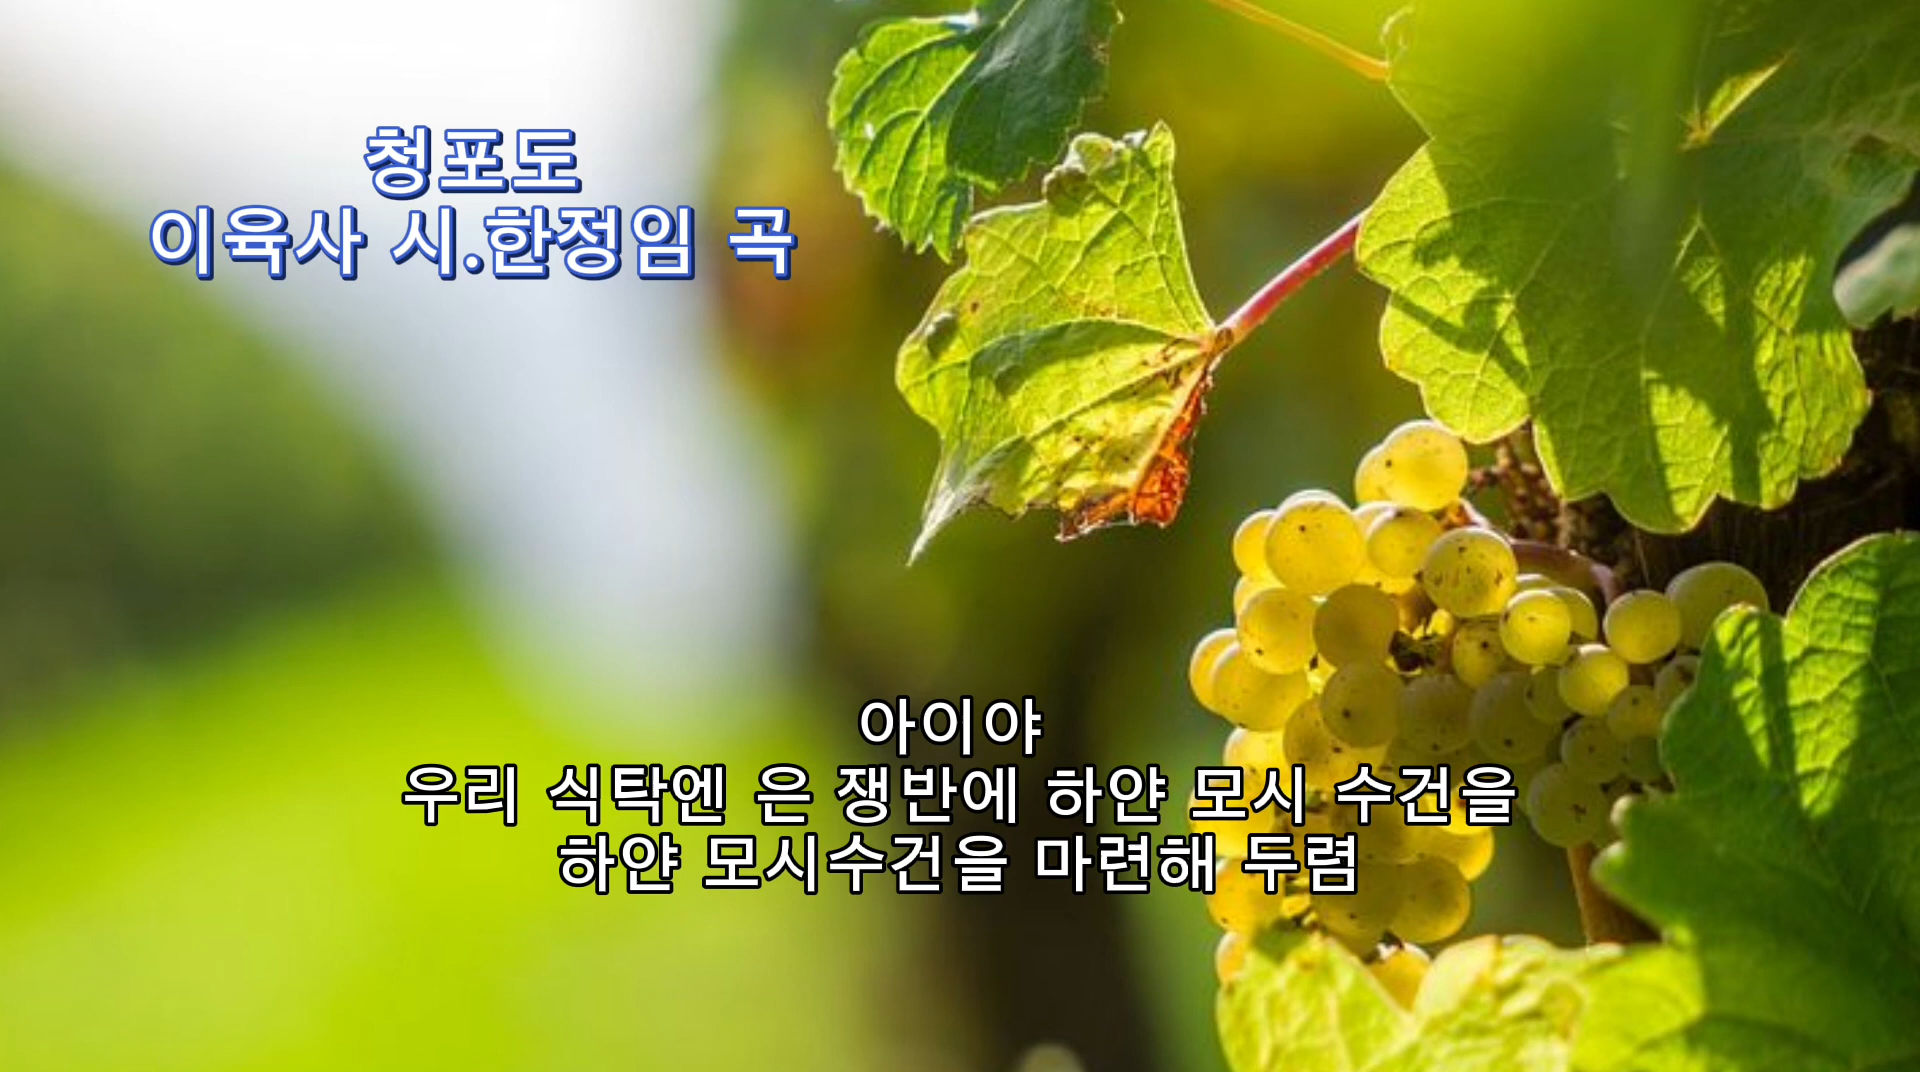 청포도
이육사 시.한정임 곡
아이야
우리 식탁엔 은 쟁반에 하얀 모시 수건을
하얀 모시수건을 마련해 두렴